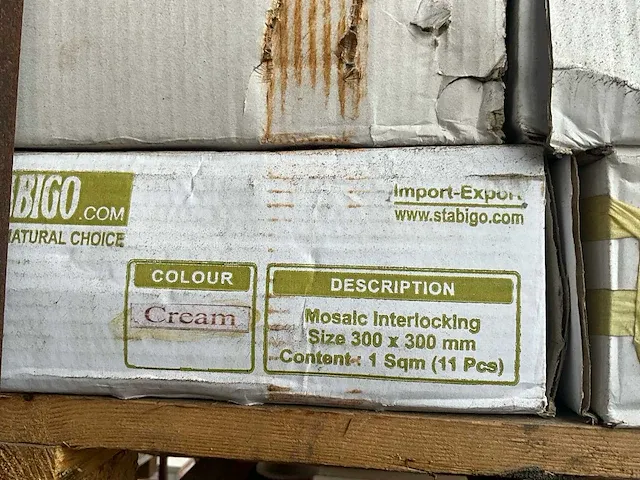 BIGO.COM
NATURAL CHOICE
Import-Export
www.stabigo.com
COLOUR
Cream
DESCRIPTION
Mosaic Interlocking
Size 300 x 300 mm
Content : 1 Sqm (11 Pcs)